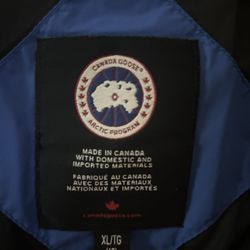 CANADA GOOSE®
ARCTIC PROGRAM
MADE IN CANADA
WITH DOMESTIC AND
IMPORTED MATERIALS
FABRIQUÉ AU CANADA
AVEC DES MATERIAUX
NATIONAUX ET IMPORTÉS
canadagoose.com
XL/TG